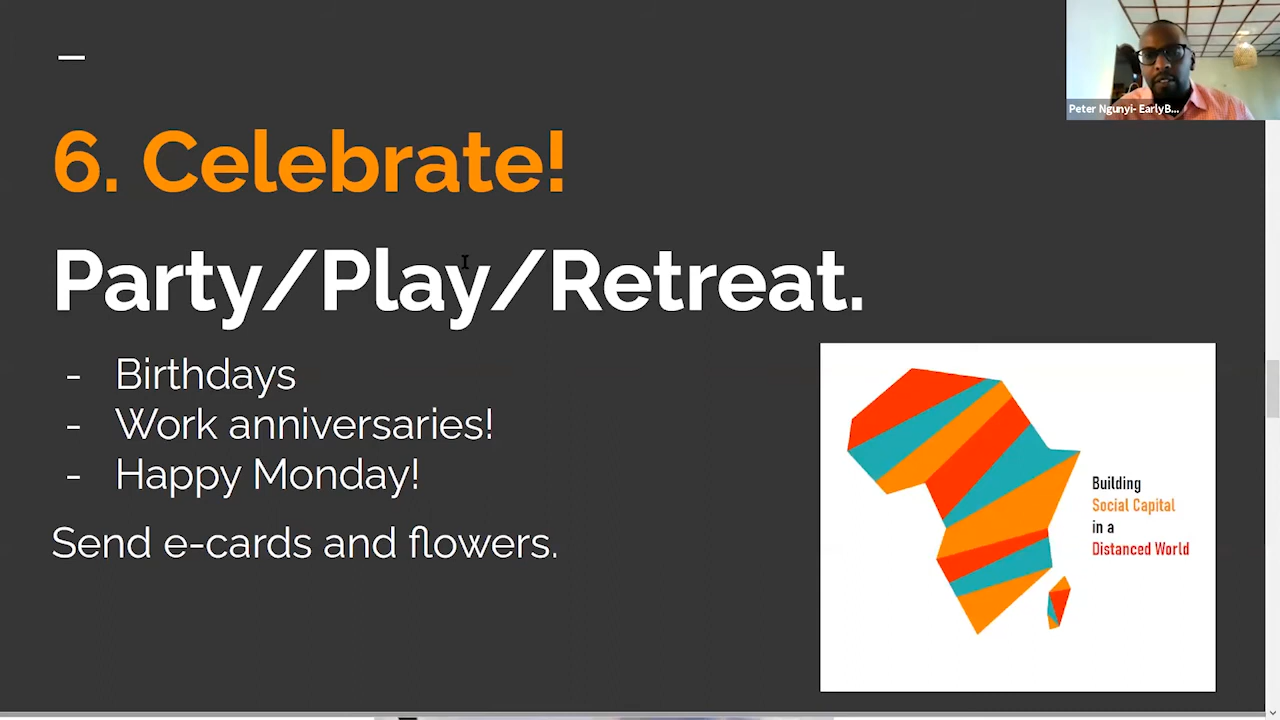 Peter Ngunyi- EarlyB...
6. Celebrate!
Party/Play/Retreat.
- Birthdays
- Work anniversaries!
- Happy Monday!
Send e-cards and flowers.
Building
Social Capital
in a
Distanced World